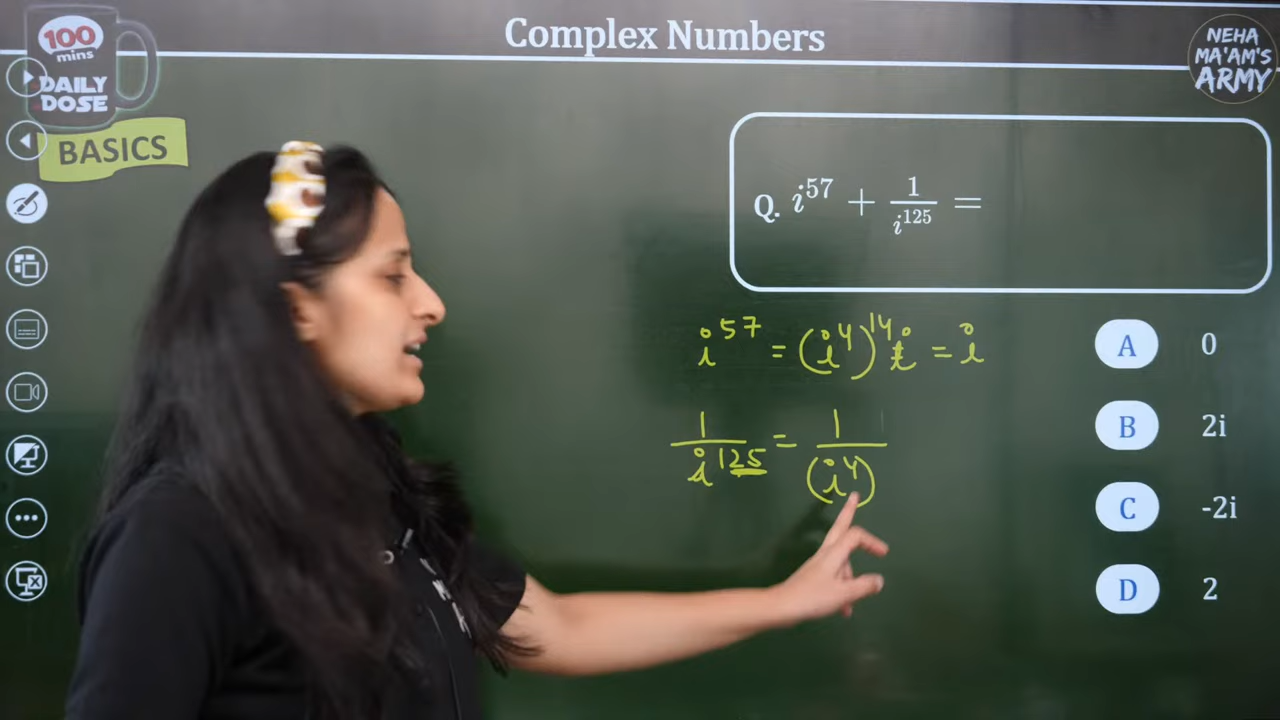 Complex Numbers
100
mins
DAILY
DOSE
BASICS
NEHA
MA'AM'S
ARMY
Q. i^57 + 1/i^125 =
i^57 = (i^4)^14 i = i
1/i^125 = 1/(i^4)
A 0
B 2i
C -2i
D 2